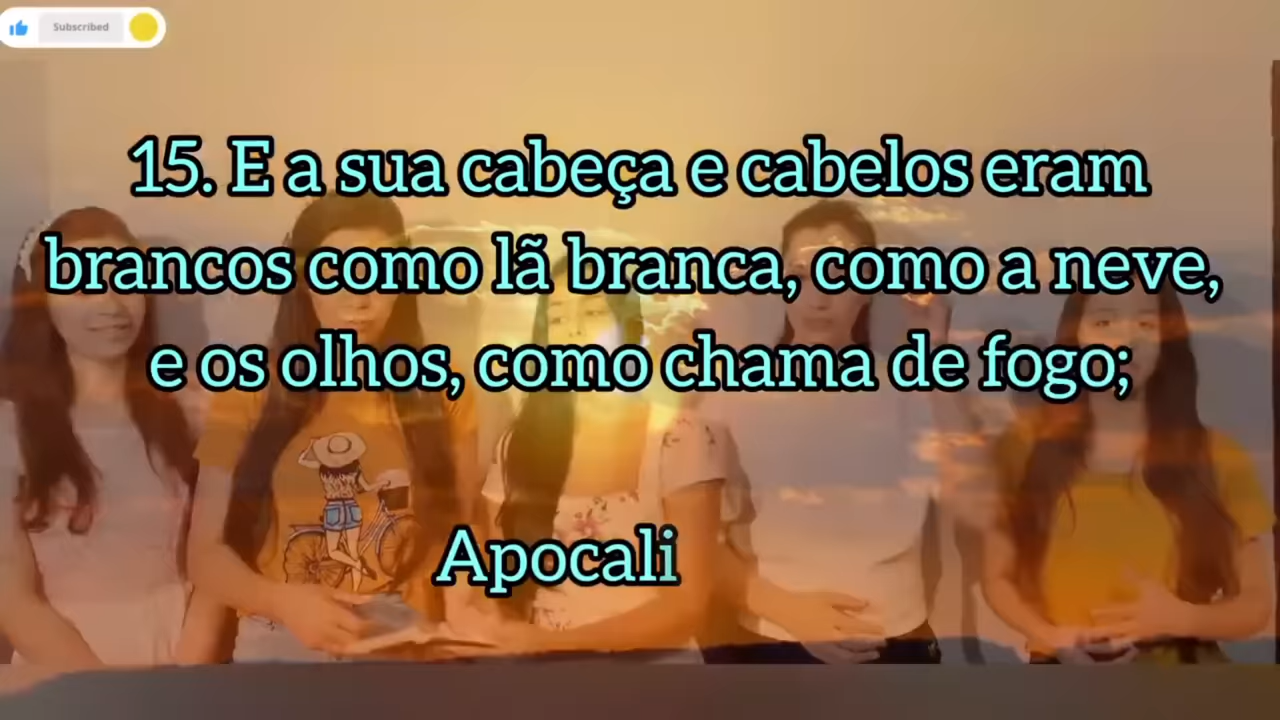 Subscribed
15. E a sua cabeça e cabelos eram
brancos como lã branca, como a neve,
e os olhos, como chama de fogo;
Apocali